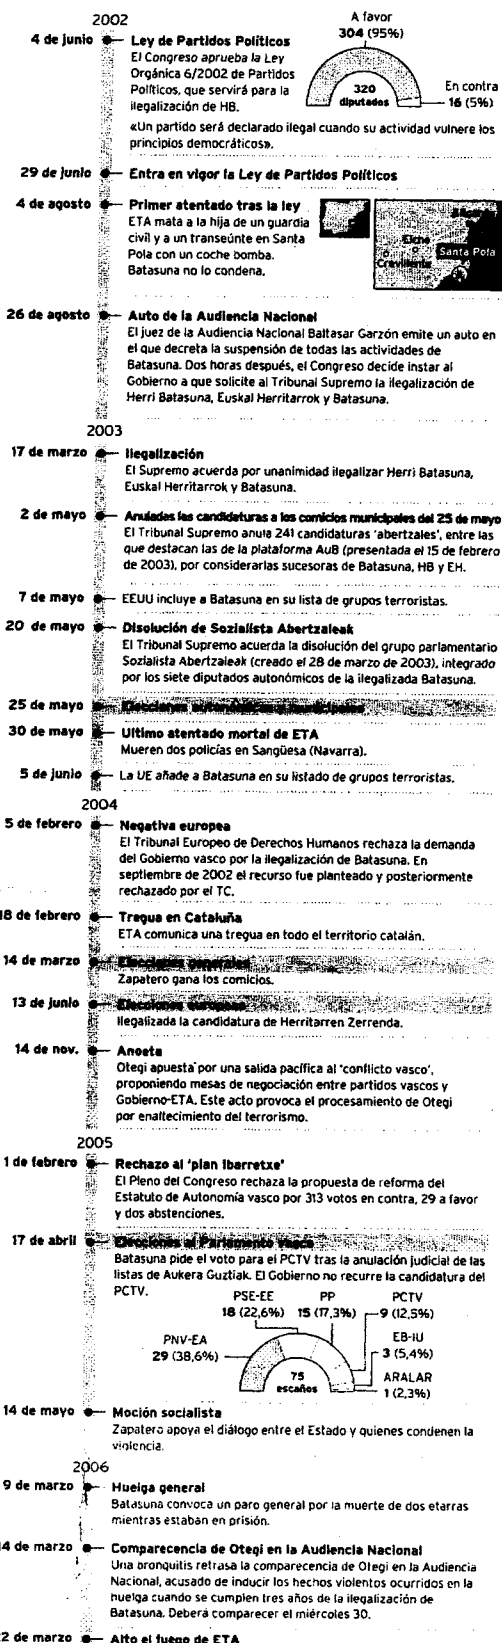 2002
4 de junio
Ley de Partidos Políticos
El Congreso aprueba la Ley
Orgánica 6/2002 de Partidos
Políticos, que servirá para la
ilegalización de HB.
A favor
304 (95%)
320
diputados
En contra
16 (5%)
«Un partido será declarado ilegal cuando su actividad vulnere los
principios democráticos».
29 de junio
Entra en vigor la Ley de Partidos Políticos
4 de agosto
Primer atentado tras la ley
ETA mata a la hija de un guardia
civil y a un transeúnte en Santa
Pola con un coche bomba.
Batasuna no lo condena.
Elche
Crevillente
Santa Pola
26 de agosto
Auto de la Audiencia Nacional
El juez de la Audiencia Nacional Baltasar Garzón emite un auto en
el que decreta la suspensión de todas las actividades de
Batasuna. Dos horas después, el Congreso decide instar al
Gobierno a que solicite al Tribunal Supremo la ilegalización de
Herri Batasuna, Euskal Herritarrok y Batasuna.
2003
17 de marzo
Ilegalización
El Supremo acuerda por unanimidad ilegalizar Herri Batasuna,
Euskal Herritarrok y Batasuna.
2 de mayo
Anuladas las candidaturas a los comicios municipales del 25 de mayo
El Tribunal Supremo anula 241 candidaturas 'abertzales', entre las
que destacan las de la plataforma AuB (presentada el 15 de febrero
de 2003), por considerarlas sucesoras de Batasuna, HB y EH.
7 de mayo
EEUU incluye a Batasuna en su lista de grupos terroristas.
20 de mayo
Disolución de Sozialista Abertzaleak
El Tribunal Supremo acuerda la disolución del grupo parlamentario
Sozialista Abertzaleak (creado el 28 de marzo de 2003), integrado
por los siete diputados autonómicos de la ilegalizada Batasuna.
25 de mayo
Elecciones autonómicas y municipales
30 de mayo
Ultimo atentado mortal de ETA
Mueren dos policías en Sangüesa (Navarra).
5 de junio
La UE añade a Batasuna en su listado de grupos terroristas.
2004
5 de febrero
Negativa europea
El Tribunal Europeo de Derechos Humanos rechaza la demanda
del Gobierno vasco por la ilegalización de Batasuna. En
septiembre de 2002 el recurso fue planteado y posteriormente
rechazado por el TC.
18 de febrero
Tregua en Cataluña
ETA comunica una tregua en todo el territorio catalán.
14 de marzo
Elecciones generales
Zapatero gana los comicios.
13 de junio
Elecciones europeas
Ilegalizada la candidatura de Herritarren Zerrenda.
14 de nov.
Anoeta
Otegi apuesta por una salida pacífica al 'conflicto vasco',
proponiendo mesas de negociación entre partidos vascos y
Gobierno-ETA. Este acto provoca el procesamiento de Otegi
por enaltecimiento del terrorismo.
2005
1 de febrero
Rechazo al 'plan Ibarretxe'
El Pleno del Congreso rechaza la propuesta de reforma del
Estatuto de Autonomía vasco por 313 votos en contra, 29 a favor
y dos abstenciones.
17 de abril
Elecciones al Parlamento vasco
Batasuna pide el voto para el PCTV tras la anulación judicial de las
listas de Aukera Guztiak. El Gobierno no recurre la candidatura del
PCTV.
PNV-EA
29 (38,6%)
PSE-EE
18 (22,6%)
PP
15 (17,3%)
PCTV
9 (12,5%)
EB-IU
3 (5,4%)
ARALAR
1 (2,3%)
75
escaños
14 de mayo
Moción socialista
Zapatero apoya el diálogo entre el Estado y quienes condenen la
violencia.
2006
9 de marzo
Huelga general
Batasuna convoca un paro general por la muerte de dos etarras
mientras estaban en prisión.
14 de marzo
Comparecencia de Otegi en la Audiencia Nacional
Una bronquitis retrasa la comparecencia de Otegi en la Audiencia
Nacional, acusado de inducir los hechos violentos ocurridos en la
huelga cuando se cumplen tres años de la ilegalización de
Batasuna. Deberá comparecer el miércoles 30.
22 de marzo
Alto el fuego de ETA